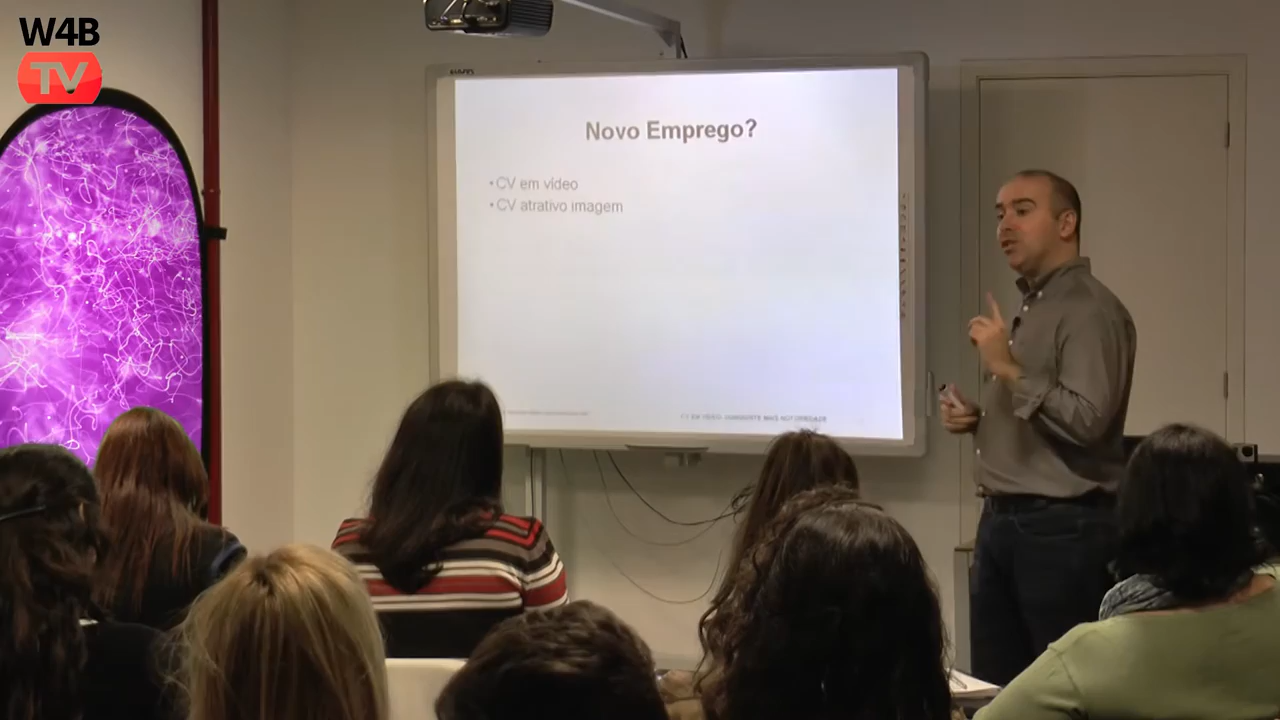 W4B
TV
Novo Emprego?
• CV em vídeo
• CV atrativo imagem